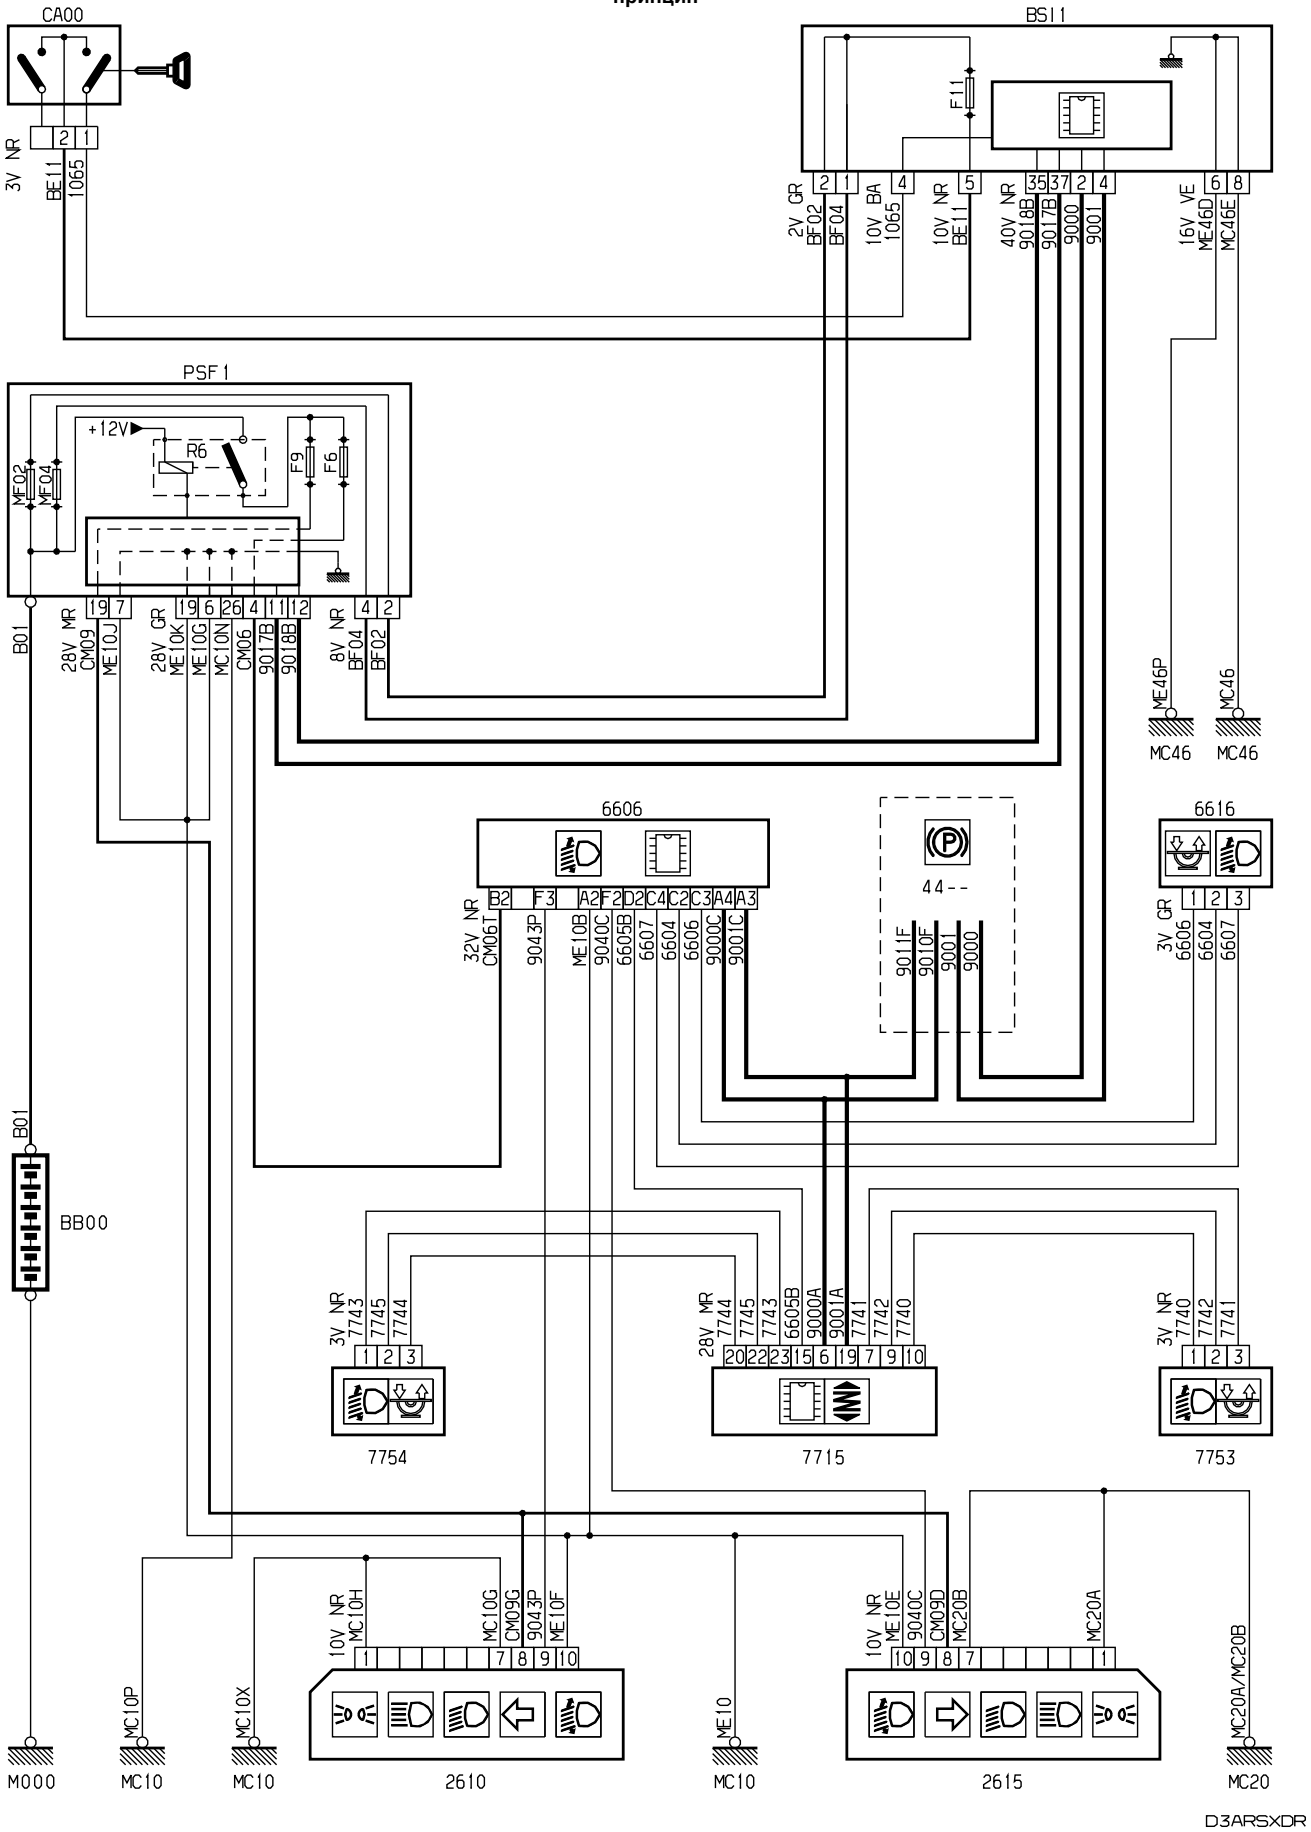 принцип
CA00
BSI1
F11
3V NR
2
1
BE11
1065
2V GR
2
1
BF02
BF04
10V BA
4
1065
10V NR
5
BE11
40V NR
35
37
2
4
9018B
9017B
9000
9001
16V VE
6
8
ME46D
MC46E
PSF1
+12V
R6
MF02
MF04
F9
F6
B01
28V MR
19
7
CM09
ME10J
28V GR
19
6
26
4
11
12
ME10K
ME10G
MC10N
CM06
9017B
9018B
8V NR
4
2
BF04
BF02
ME46P
MC46
MC46
MC46
6606
32V NR
B2
F3
A2
F2
D2
C4
C2
C3
A4
A3
CM06T
9043P
ME10B
9040C
6605B
6607
6604
6606
9000C
9001C
P
44--
9011F
9010F
9001
9000
6616
3V GR
1
2
3
6606
6604
6607
B01
BB00
3V NR
7743
7745
7744
1
2
3
7754
28V MR
7744
7745
7743
6605B
9000A
9001A
7741
7742
7740
20
22
23
15
6
19
7
9
10
7715
3V NR
7740
7742
7741
1
2
3
7753
10V NR
MC10H
MC10G
CM09G
9043P
ME10F
1
7
8
9
10
2610
10V NR
ME10E
9040C
CM09D
MC20B
MC20A
10
9
8
7
1
2615
MC10P
MC10X
ME10
MC20A/MC20B
M000
MC10
MC10
MC10
MC20
D3ARSXDR